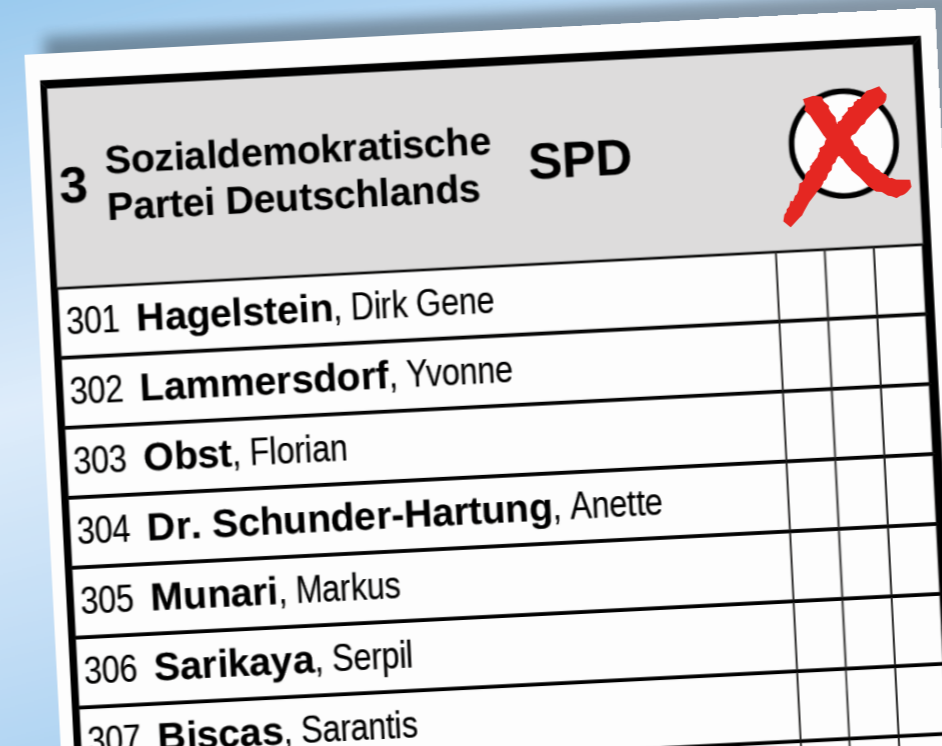 3 Sozialdemokratische
Partei Deutschlands
SPD
301 Hagelstein, Dirk Gene
302 Lammersdorf, Yvonne
303 Obst, Florian
304 Dr. Schunder-Hartung, Anette
305 Munari, Markus
306 Sarikaya, Serpil
307 Biscas, Sarantis